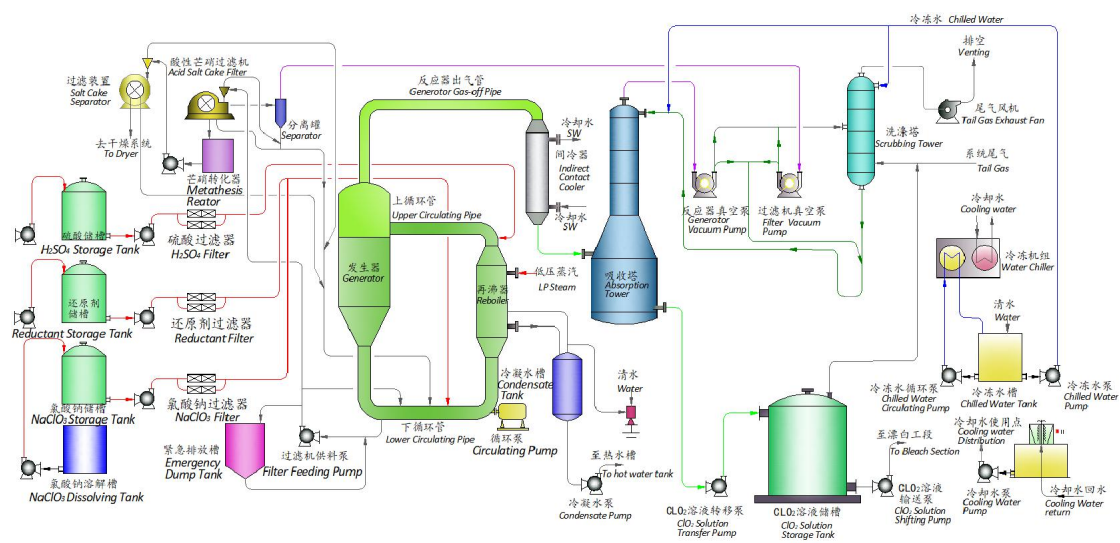 冷冻水 Chilled Water
排空
Venting
酸性芒硝过滤机
Acid Salt Cake Filter
过滤装置
Salt Cake
Separator
反应器出气管
Generator Gas-off Pipe
尾气风机
Tail Gas Exhaust Fan
分离罐
Separator
冷却水
SW
洗涤塔
Scrubbing Tower
去干燥系统
To Dryer
间冷器
Indirect
Contact
Cooler
系统尾气
Tail Gas
芒硝转化器
Metathesis
Reator
上循环管
Upper Circulating Pipe
冷却水
SW
反应器真空泵
Generator
Vacuum Pump
过滤机真空泵
Filter Vacuum
Pump
冷却水
Cooling water
硫酸储槽
H₂SO₄ Storage Tank
硫酸过滤器
H₂SO₄ Filter
发生器
Generator
再沸器
Reboiler
低压蒸汽
LP Steam
吸收塔
Absorption
Tower
冷冻机组
Water Chiller
还原剂
储槽
Reductant Storage Tank
还原剂过滤器
Reductant Filter
清水
Water
冷凝水槽
Condensate
Tank
清水
Water
冷冻水循环泵
Chilled Water
Circulating Pump
冷冻水槽
Chilled Water Tank
冷冻水泵
Chilled Water
Pump
氯酸钠储槽
NaClO₃ Storage Tank
氯酸钠过滤器
NaClO₃ Filter
下循环管
Lower Circulating Pipe
循环泵
Circulating Pump
紧急排放槽
Emergency
Dump Tank
过滤机供料泵
Filter Feeding Pump
至热水槽
To hot water tank
至漂白工段
To Bleach Section
冷却水使用点
Cooling water
Distribution
氯酸钠溶解槽
NaClO₃ Dissolving Tank
冷凝水泵
Condensate Pump
CLO₂溶液转移泵
ClO₂ Solution
Transfer Pump
CLO₂溶液储槽
ClO₂ Solution
Storage Tank
CLO₂溶液
输送泵
ClO₂ Solution
Shifting Pump
冷却水泵
Cooling Water
Pump
冷却水回水
Cooling Water
return